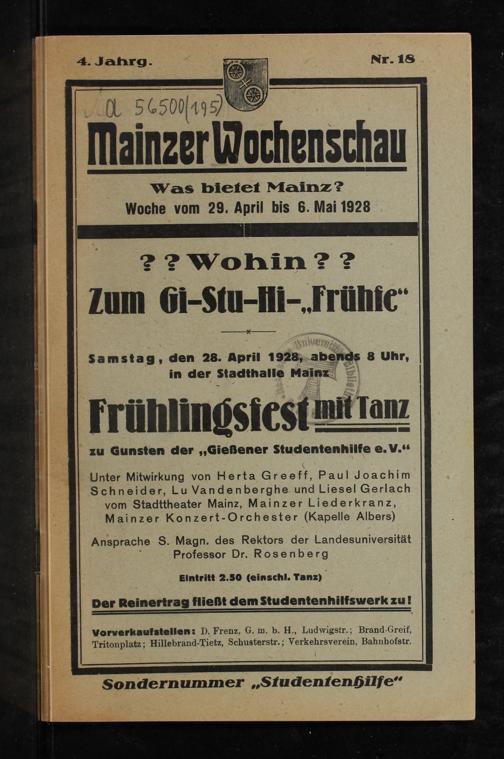 4. Jahrg.
Nr. 18
a 56500(195)
Mainzer Wochenschau
Was bietet Mainz?
Woche vom 29. April bis 6. Mai 1928
? ? Wohin ? ?
Zum Gi-Stu-Hi-„Frühfe“
Samstag, den 28. April 1928, abends 8 Uhr,
in der Stadthalle Mainz
Frühlingsfest mit Tanz
zu Gunsten der „Gießener Studentenhilfe e.V.“
Unter Mitwirkung von Herta Greeff, Paul Joachim
Schneider, Lu Vandenberghe und Liesel Gerlach
vom Stadttheater Mainz, Mainzer Liederkranz,
Mainzer Konzert-Orchester (Kapelle Albers)
Ansprache S. Magn. des Rektors der Landesuniversität
Professor Dr. Rosenberg
Eintritt 2.50 (einschl. Tanz)
Der Reinertrag fließt dem Studentenhilfswerk zu!
Vorverkaufstellen: D. Frenz, G. m. b. H., Ludwigstr.; Brand-Greif,
Tritonplatz; Hillebrand-Tietz, Schusterstr.; Verkehrsverein, Bahnhofstr.
Sondernummer „Studentenhilfe“